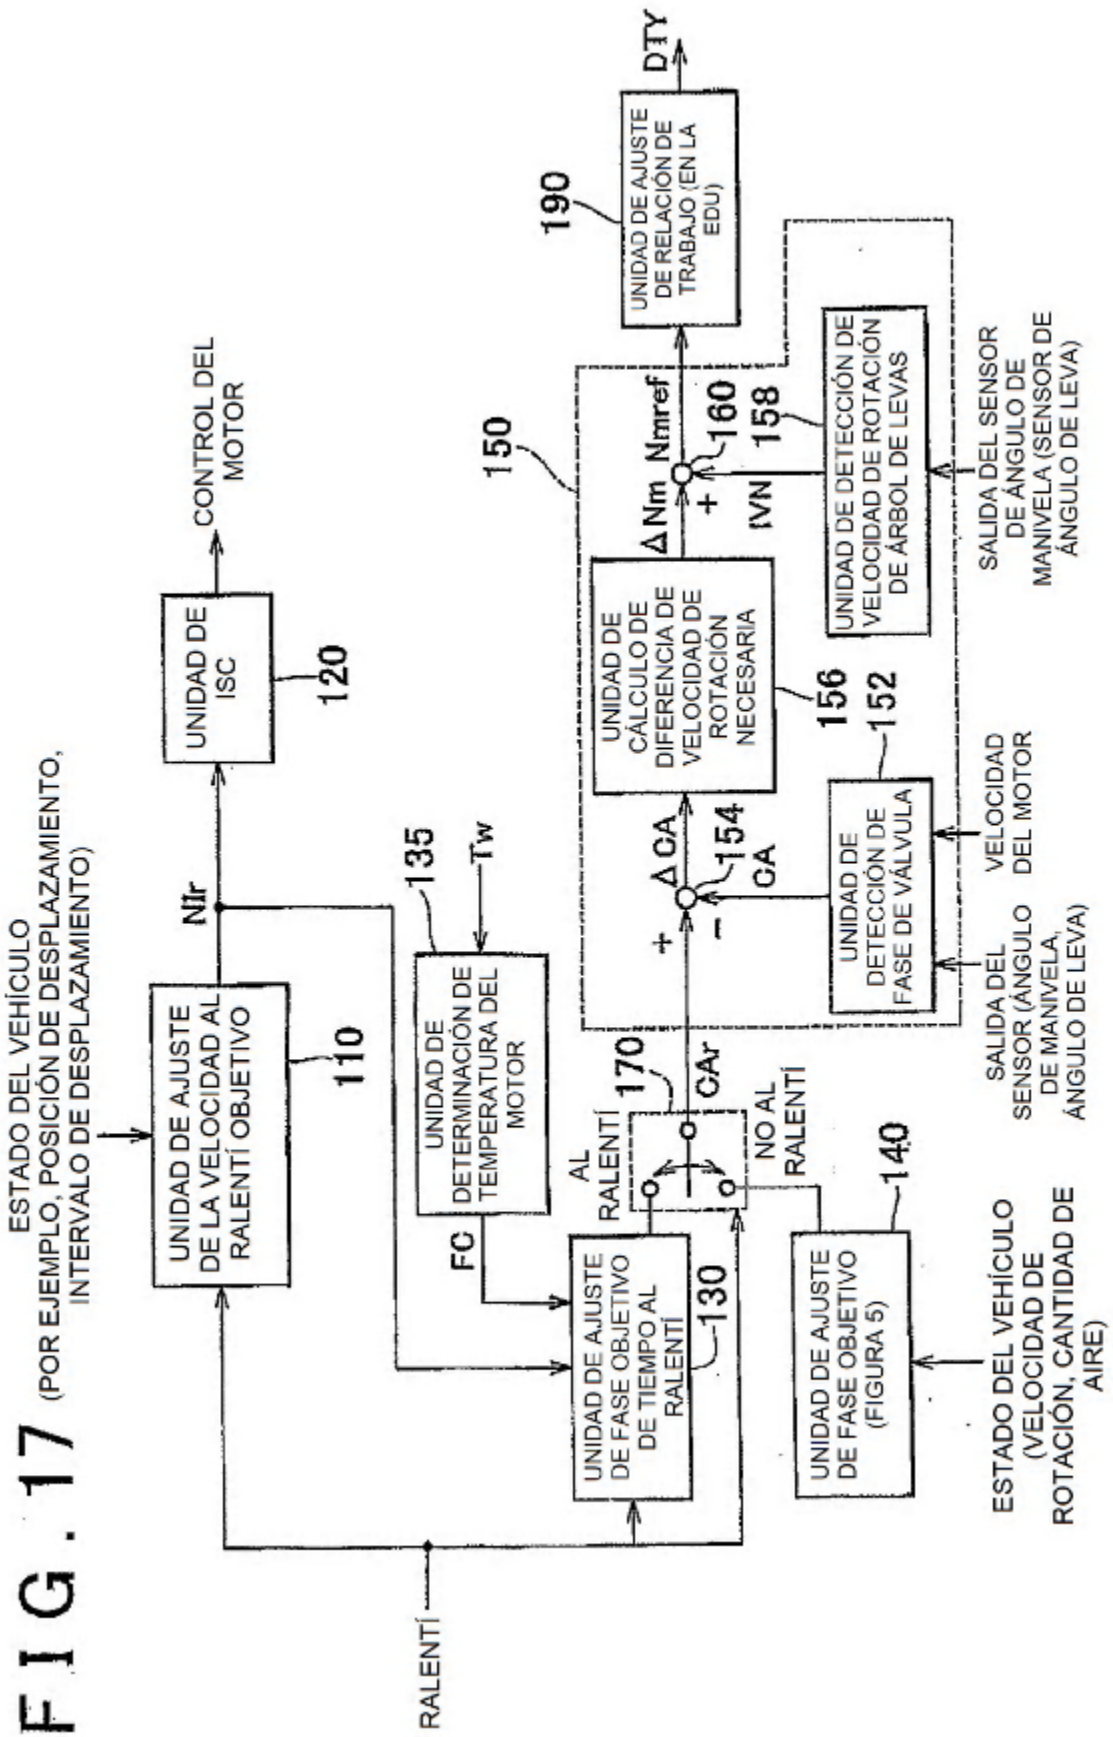 FIG. 17
ESTADO DEL VEHÍCULO
(POR EJEMPLO, POSICIÓN DE DESPLAZAMIENTO,
INTERVALO DE DESPLAZAMIENTO)
UNIDAD DE AJUSTE
DE LA VELOCIDAD AL
RALENTÍ OBJETIVO
110
NIr
UNIDAD DE
ISC
120
CONTROL DEL
MOTOR
RALENTÍ
UNIDAD DE
DETERMINACIÓN DE
TEMPERATURA DEL
MOTOR
135
Tw
FC
UNIDAD DE AJUSTE
DE FASE OBJETIVO
DE TIEMPO AL
RALENTÍ
130
AL
RALENTÍ
170
NO AL
RALENTÍ
CAr
UNIDAD DE AJUSTE
DE FASE OBJETIVO
(FIGURA 5)
140
ESTADO DEL VEHÍCULO
(VELOCIDAD DE
ROTACIÓN, CANTIDAD DE
AIRE)
150
+
−
ΔCA
154
CA
UNIDAD DE
CÁLCULO DE
DIFERENCIA DE
VELOCIDAD DE
ROTACIÓN
NECESARIA
156
ΔNm
Nmref
+
160
IVN
158
UNIDAD DE
DETECCIÓN DE
FASE DE VÁLVULA
152
SALIDA DEL
SENSOR (ÁNGULO
DE MANIVELA,
ÁNGULO DE LEVA)
VELOCIDAD
DEL MOTOR
UNIDAD DE DETECCIÓN DE
VELOCIDAD DE ROTACIÓN
DE ÁRBOL DE LEVAS
SALIDA DEL SENSOR
DE ÁNGULO DE
MANIVELA (SENSOR DE
ÁNGULO DE LEVA)
UNIDAD DE AJUSTE
DE RELACIÓN DE
TRABAJO (EN LA
EDU)
190
DTY